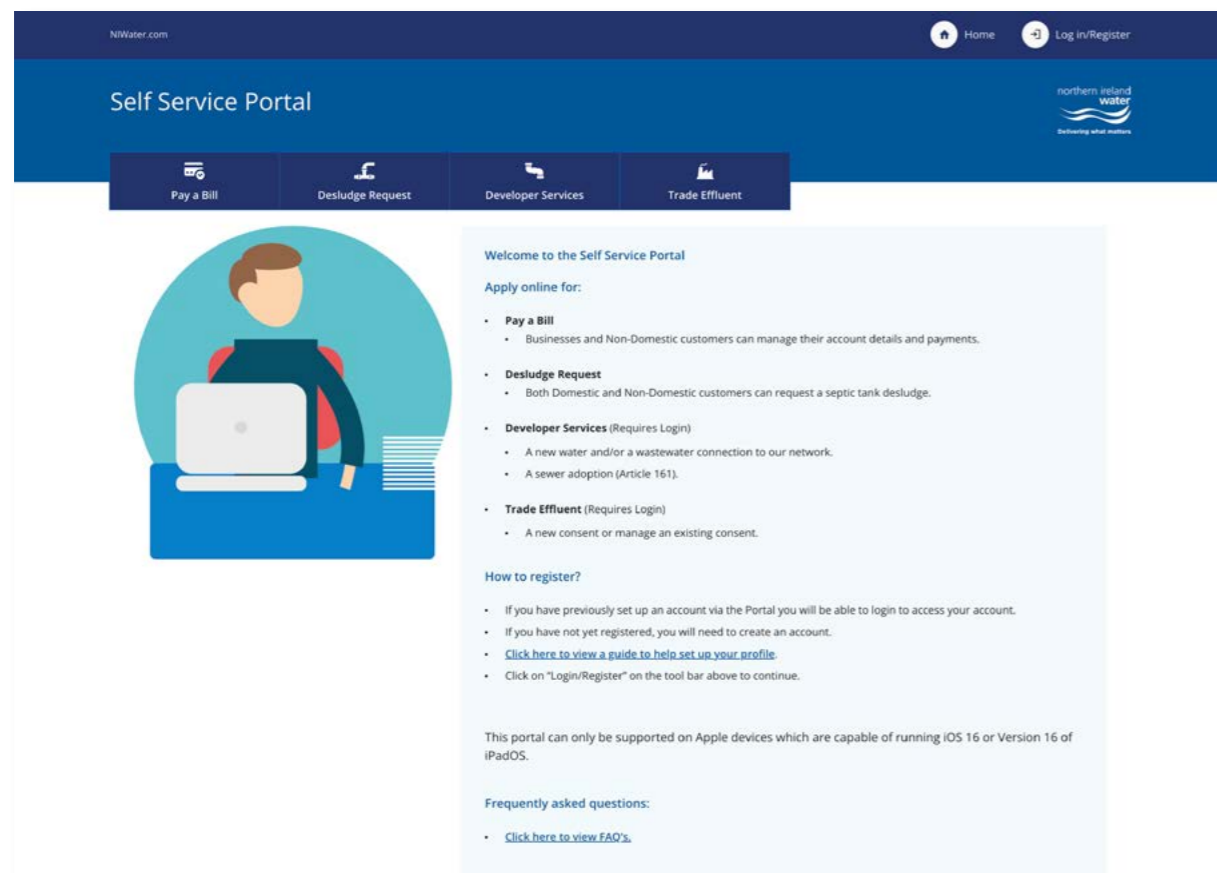 NIWater.com
Home
Log in/Register
Self Service Portal
northern ireland
water
Delivering what matters
Pay a Bill
Desludge Request
Developer Services
Trade Effluent
Welcome to the Self Service Portal
Apply online for:
• Pay a Bill
• Businesses and Non-Domestic customers can manage their account details and payments.
• Desludge Request
• Both Domestic and Non-Domestic customers can request a septic tank desludge.
• Developer Services (Requires Login)
• A new water and/or a wastewater connection to our network.
• A sewer adoption (Article 161).
• Trade Effluent (Requires Login)
• A new consent or manage an existing consent.
How to register?
• If you have previously set up an account via the Portal you will be able to login to access your account.
• If you have not yet registered, you will need to create an account.
• Click here to view a guide to help set up your profile.
• Click on "Login/Register" on the tool bar above to continue.
This portal can only be supported on Apple devices which are capable of running iOS 16 or Version 16 of
iPadOS.
Frequently asked questions:
• Click here to view FAQ's.